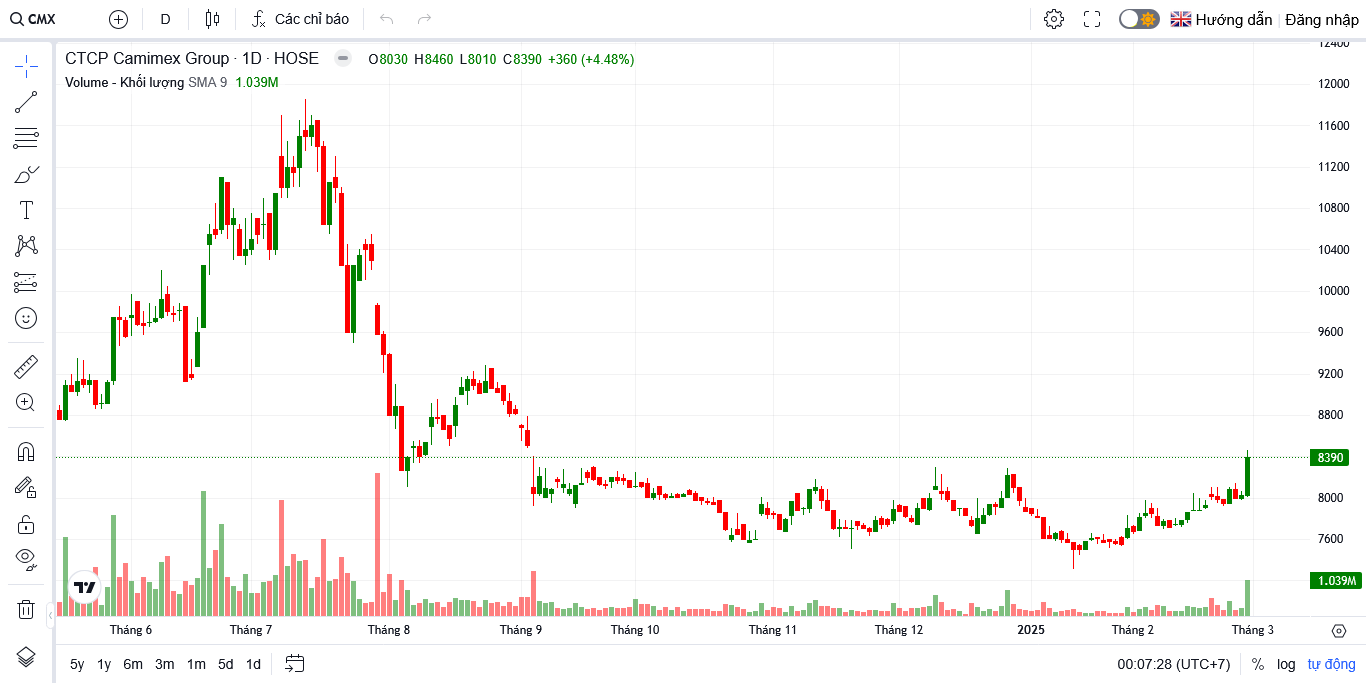 CMX D Các chỉ báo Hướng dẫn Đăng nhập
CTCP Camimex Group · 1D · HOSE O8030 H8460 L8010 C8390 +360 (+4.48%)
Volume - Khối lượng SMA 9 1.039M
12400
12000
11600
11200
10800
10400
10000
9600
9200
8800
8390
8000
7600
1.039M
Tháng 6 Tháng 7 Tháng 8 Tháng 9 Tháng 10 Tháng 11 Tháng 12 2025 Tháng 2 Tháng 3
5y 1y 6m 3m 1m 5d 1d 00:07:28 (UTC+7) % log tự động